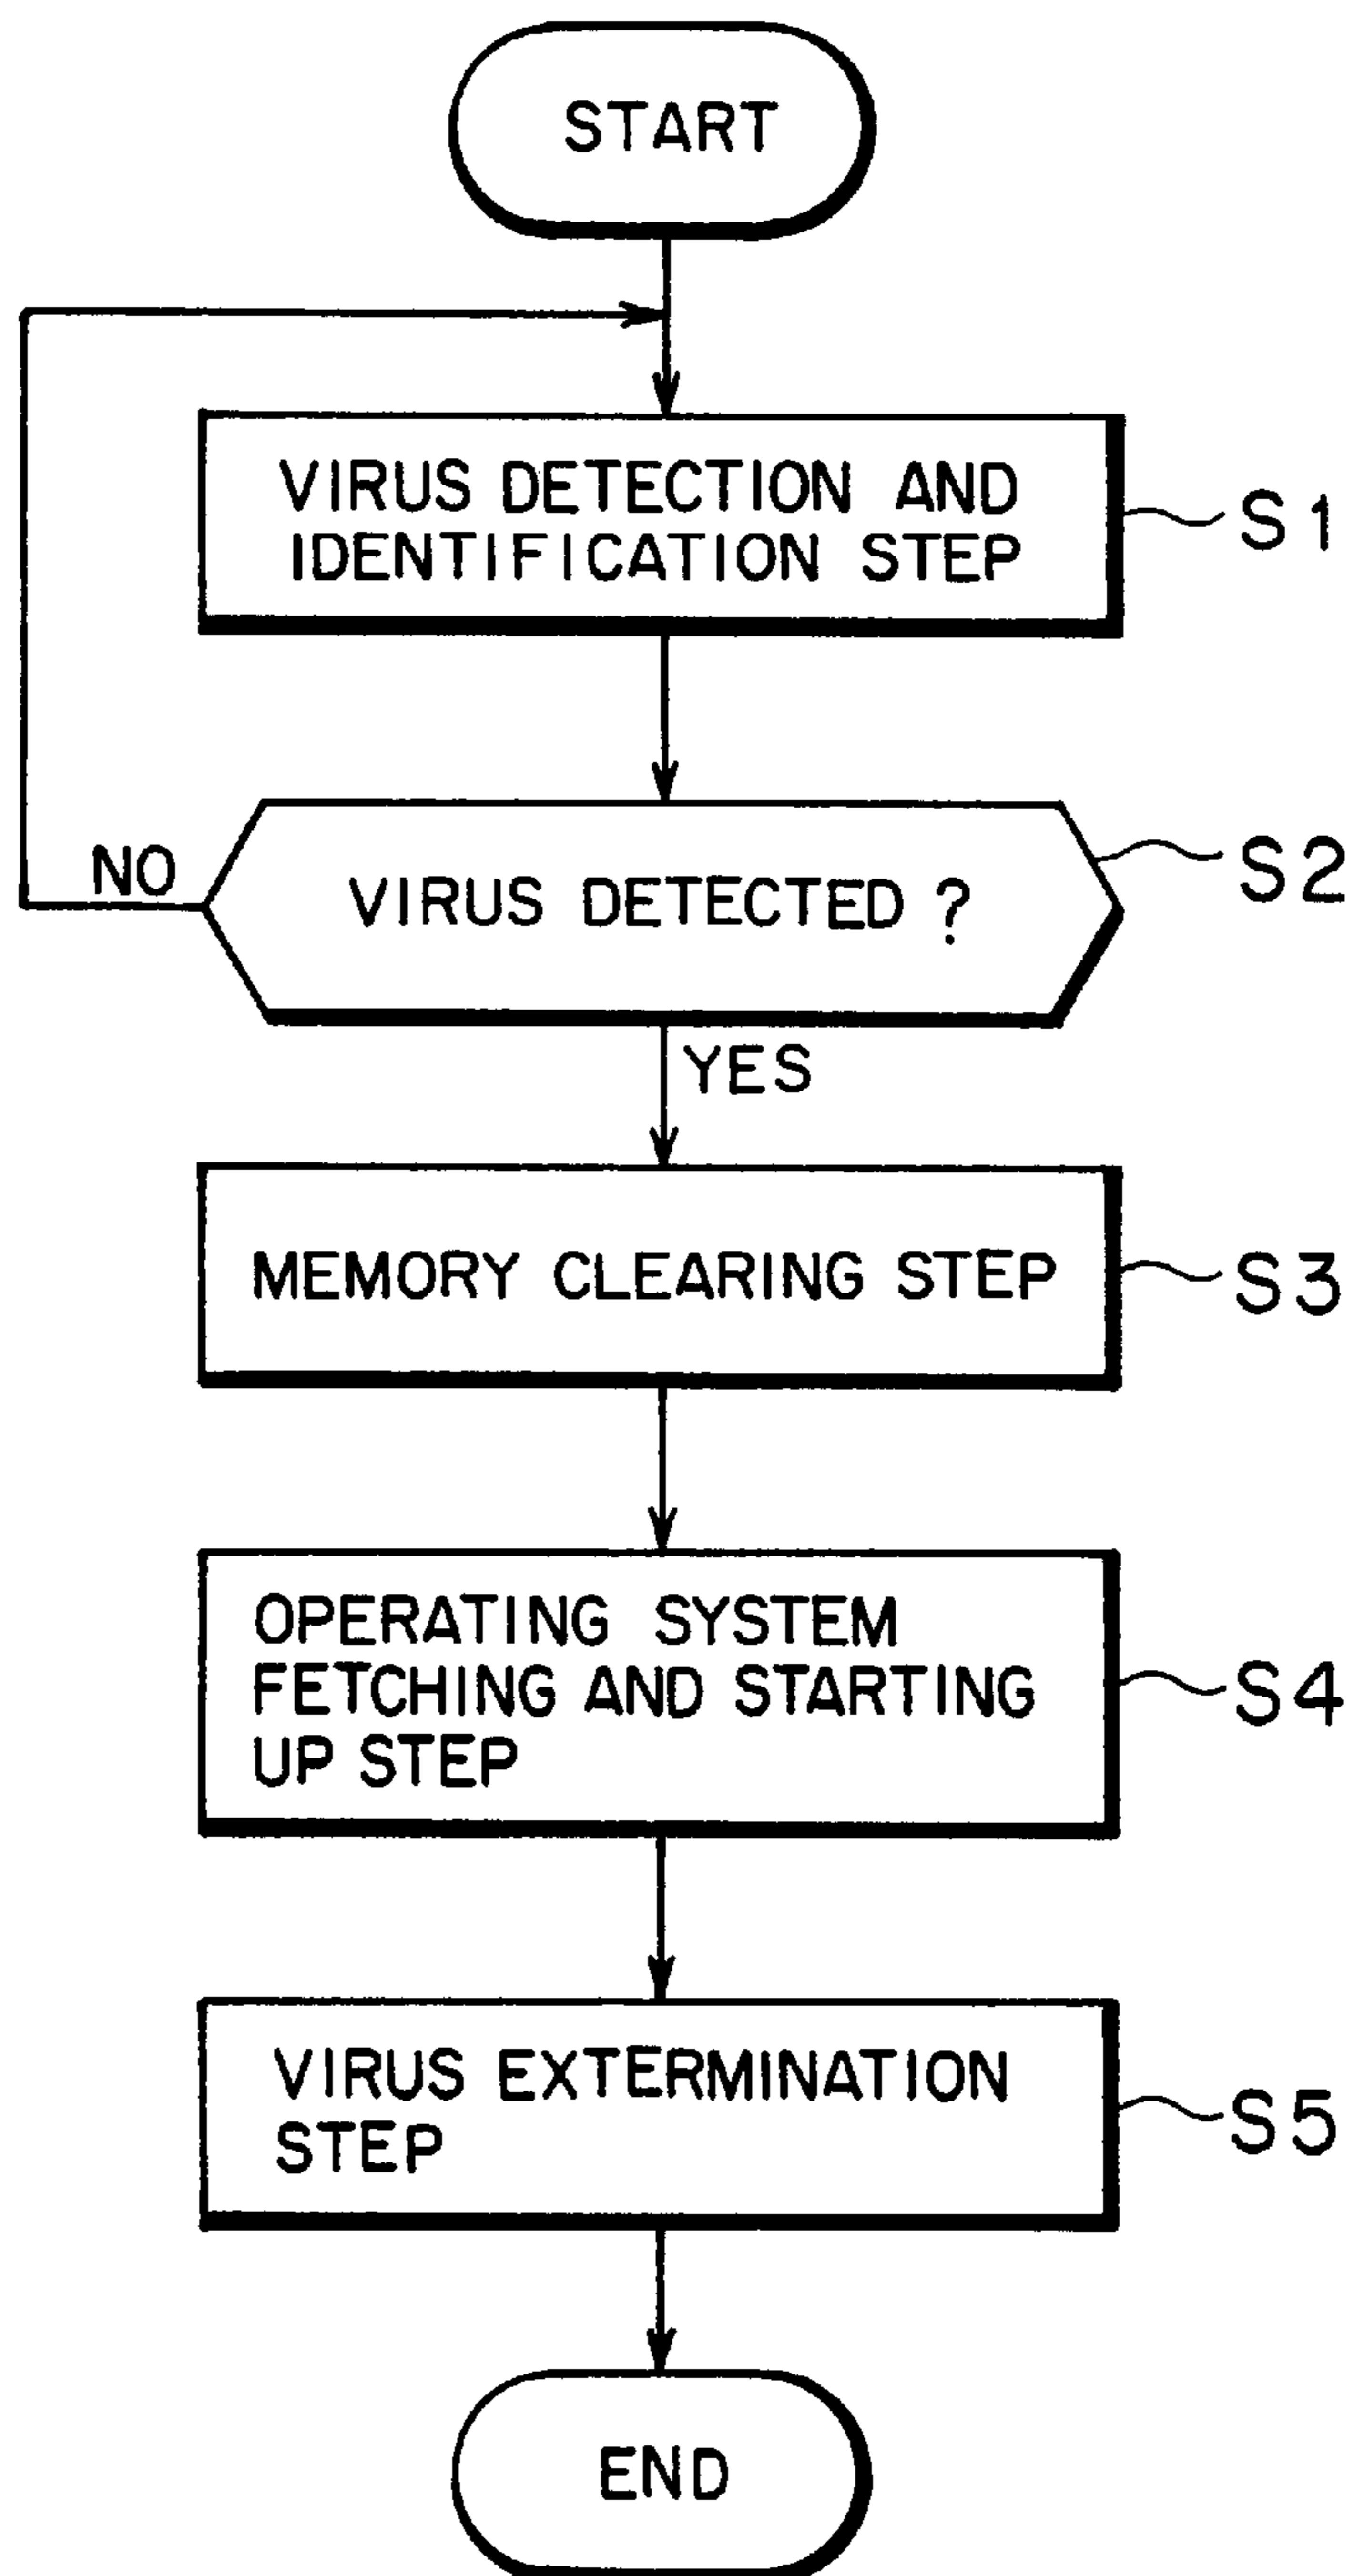 START
VIRUS DETECTION AND
IDENTIFICATION STEP
S1
VIRUS DETECTED ?
S2
NO
YES
MEMORY CLEARING STEP
S3
OPERATING SYSTEM
FETCHING AND STARTING
UP STEP
S4
VIRUS EXTERMINATION
STEP
S5
END